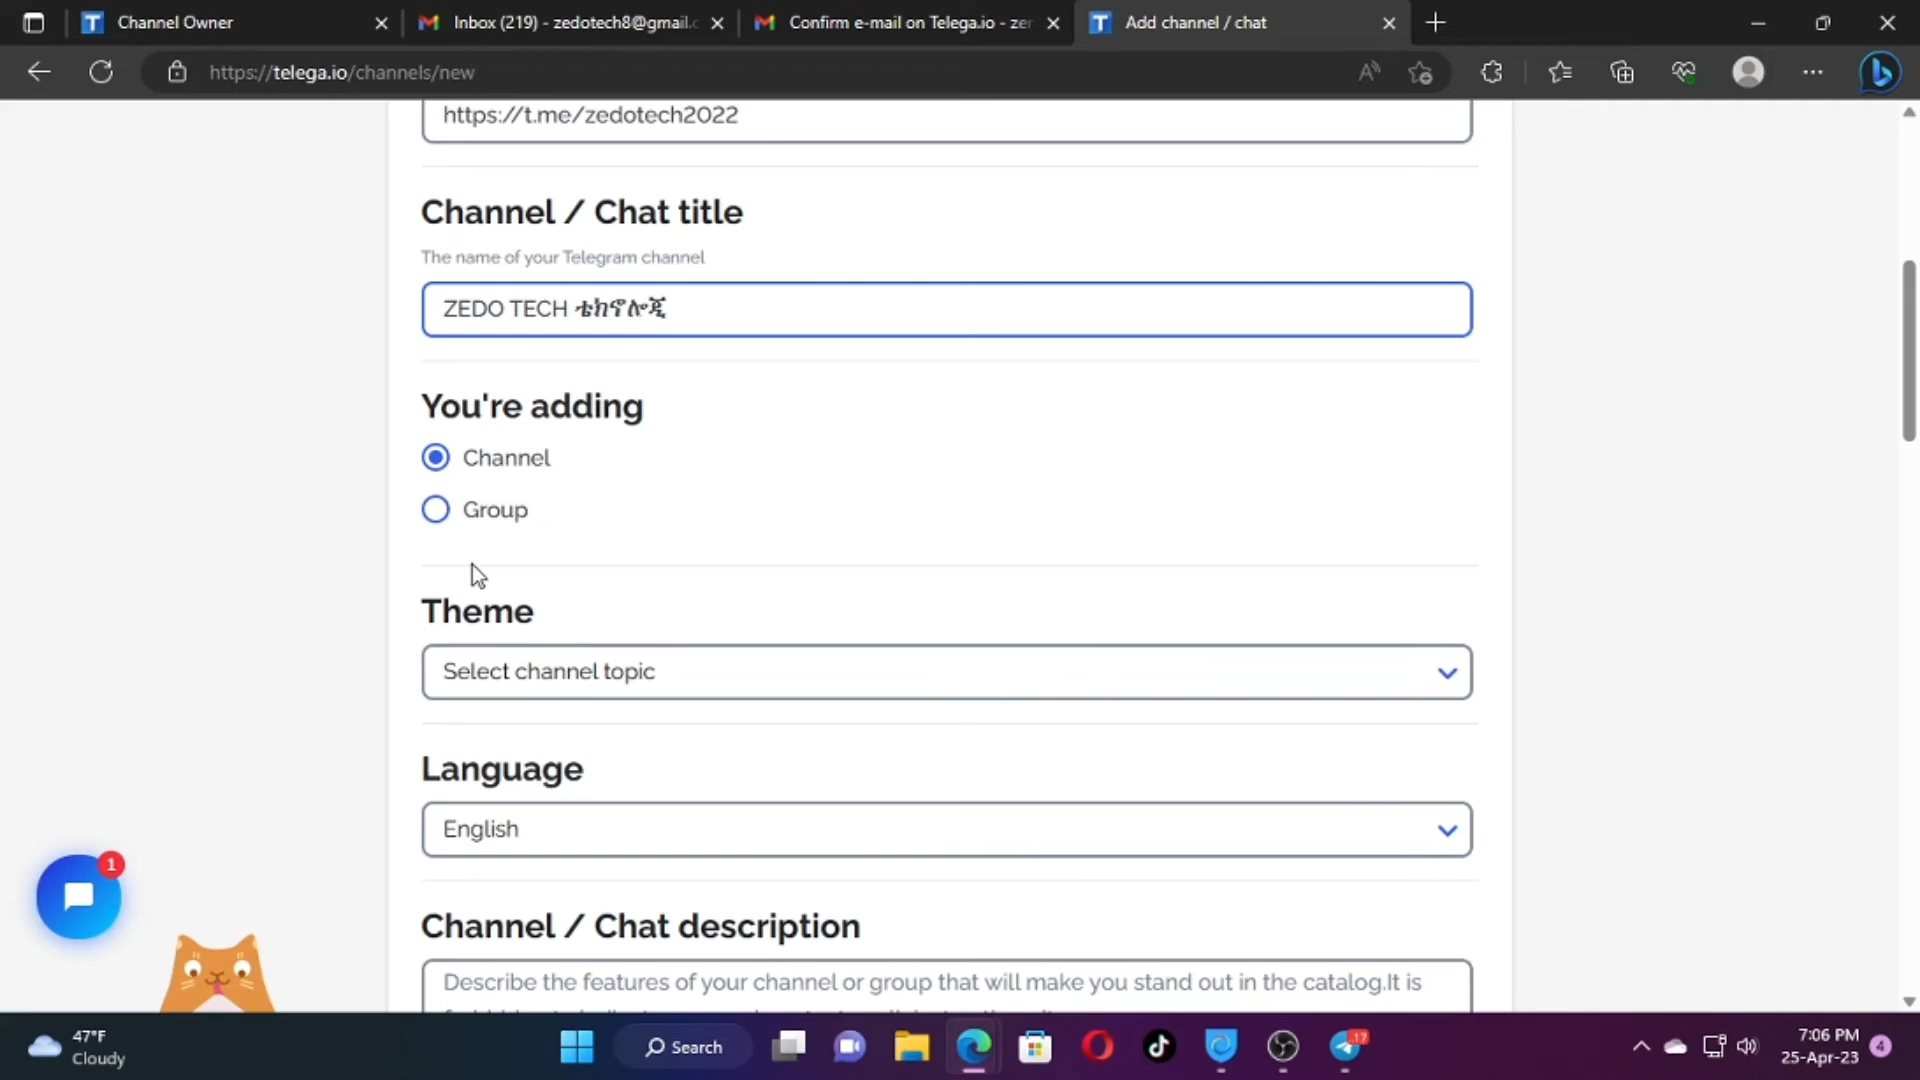 Channel Owner
Inbox (219) - zedotech8@gmail.c
Confirm e-mail on Telega.io - zer
Add channel / chat
https://telega.io/channels/new
https://t.me/zedotech2022
Channel / Chat title
The name of your Telegram channel
ZEDO TECH ቴክኖሎጂ
You're adding
Channel
Group
Theme
Select channel topic
Language
English
1
Channel / Chat description
Describe the features of your channel or group that will make you stand out in the catalog.It is
47°F
Cloudy
Search
17
7:06 PM
25-Apr-23
4